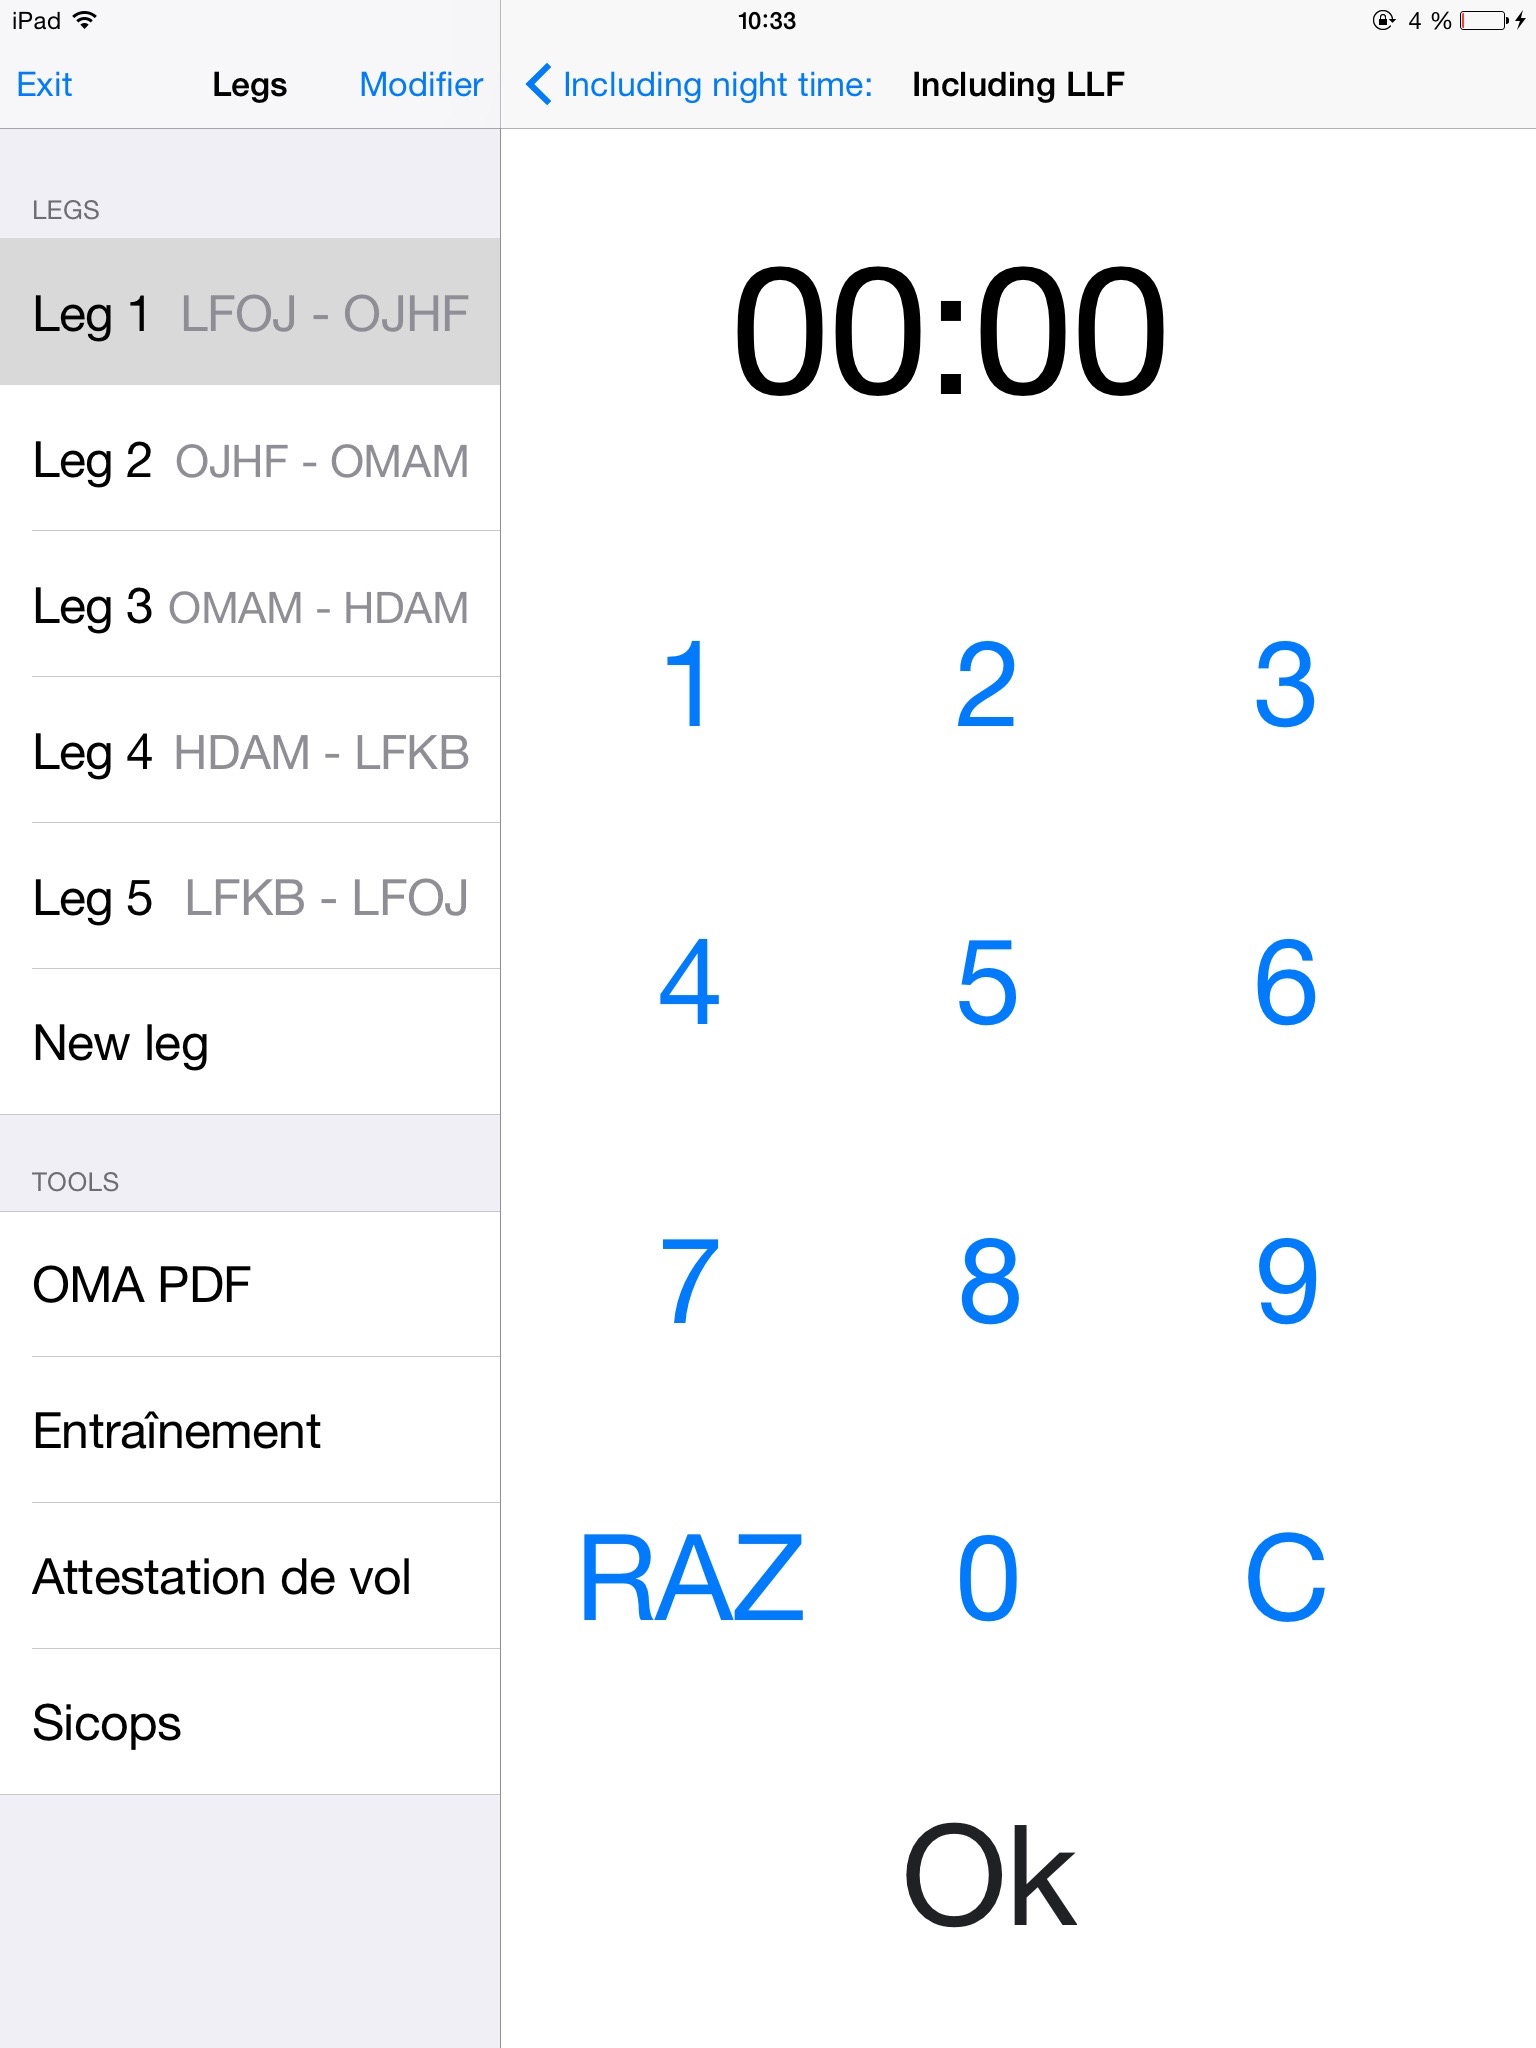 iPad 10:33 4 %
Exit Legs Modifier Including night time: Including LLF
LEGS
Leg 1 LFOJ - OJHF
Leg 2 OJHF - OMAM
Leg 3 OMAM - HDAM
Leg 4 HDAM - LFKB
Leg 5 LFKB - LFOJ
New leg
TOOLS
OMA PDF
Entraînement
Attestation de vol
Sicops
00:00
1 2 3
4 5 6
7 8 9
RAZ 0 C
Ok